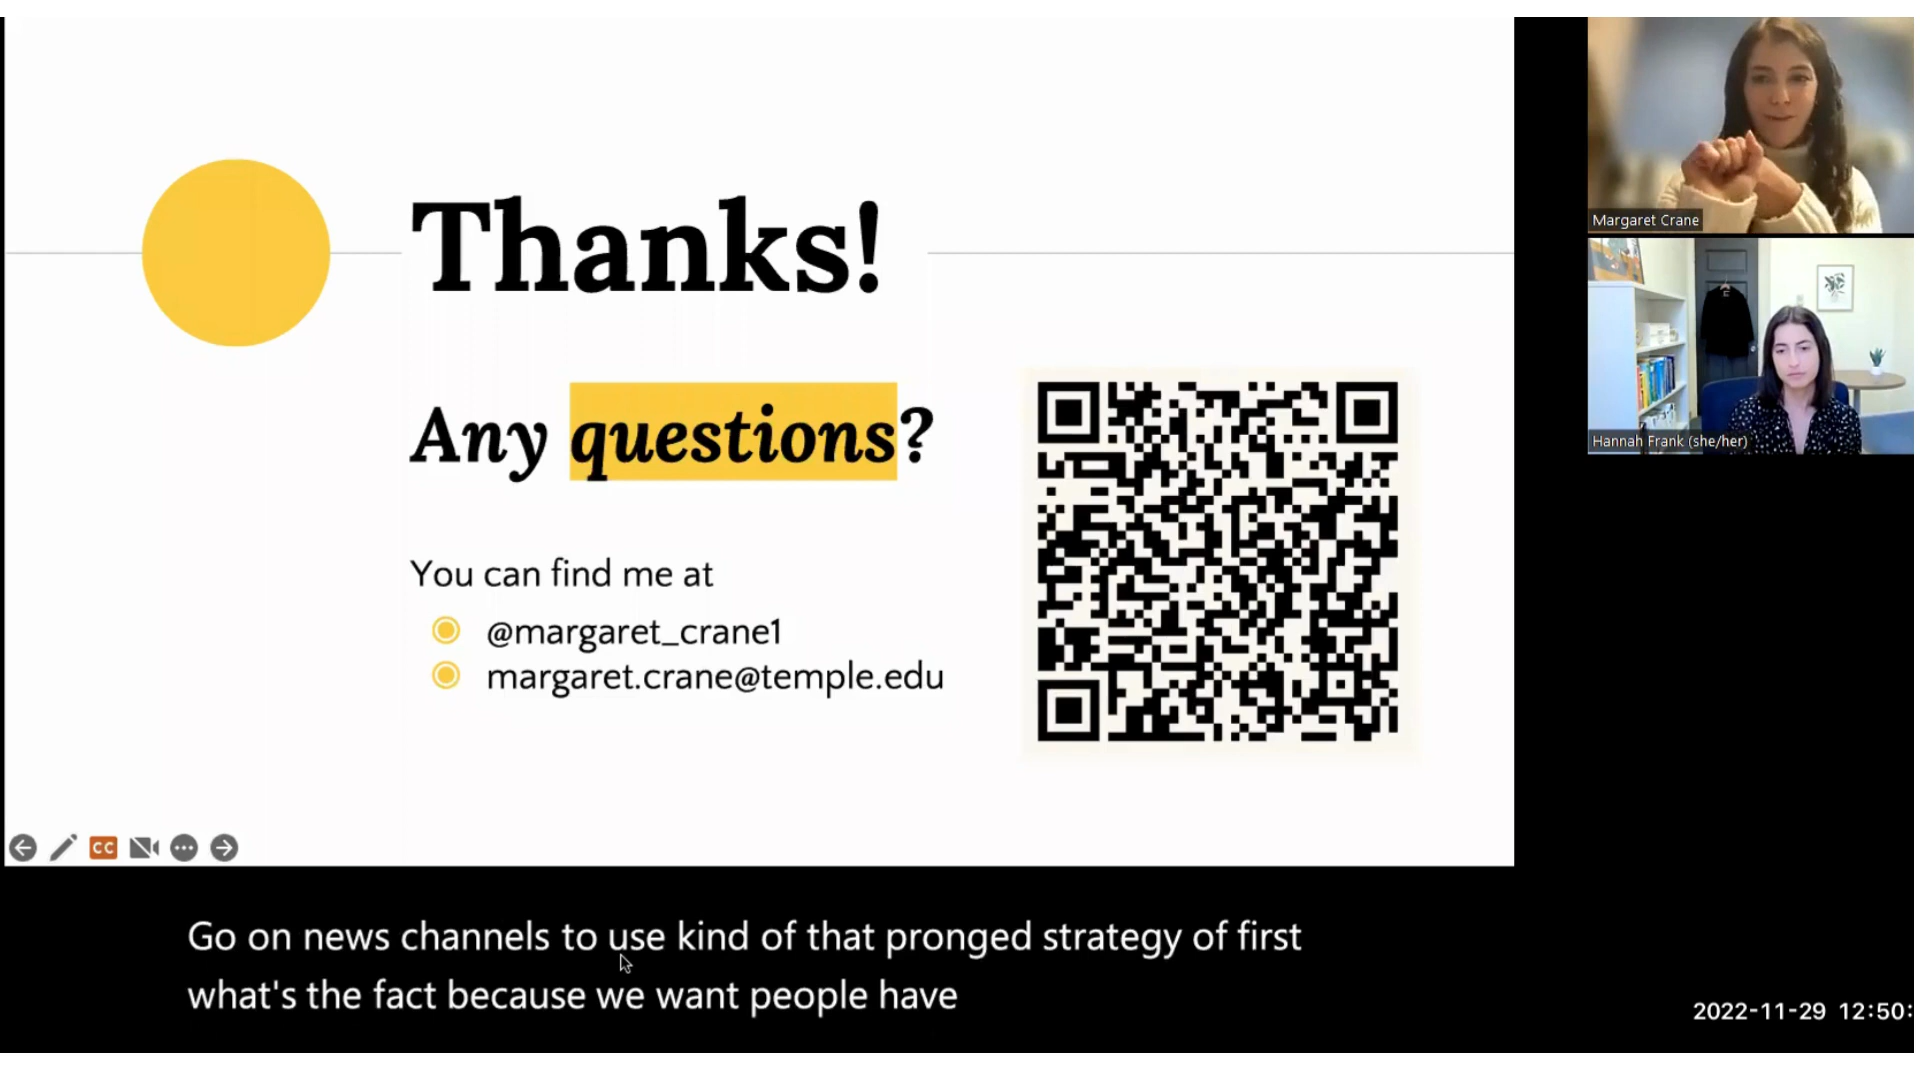 Thanks!
Any questions?
You can find me at
@margaret_crane1
margaret.crane@temple.edu
CC
Margaret Crane
Hannah Frank (she/her)
Go on news channels to use kind of that pronged strategy of first
what's the fact because we want people have
2022-11-29 12:50: